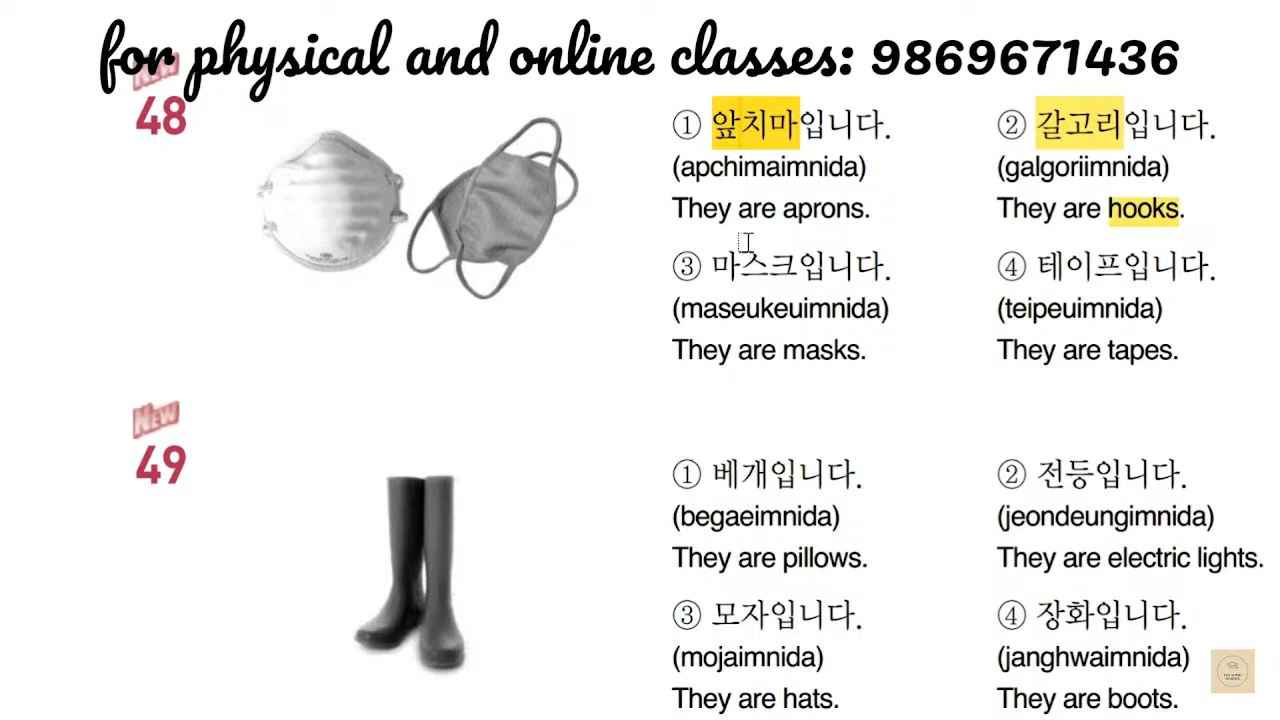 for physical and online classes: 9869671436
New
48
① 앞치마입니다.
(apchimaimnida)
They are aprons.
② 갈고리입니다.
(galgoriimnida)
They are hooks.
③ 마스크입니다.
(maseukeuimnida)
They are masks.
④ 테이프입니다.
(teipeuimnida)
They are tapes.
New
49
① 베개입니다.
(begaeimnida)
They are pillows.
② 전등입니다.
(jeondeungimnida)
They are electric lights.
③ 모자입니다.
(mojaimnida)
They are hats.
④ 장화입니다.
(janghwaimnida)
They are boots.